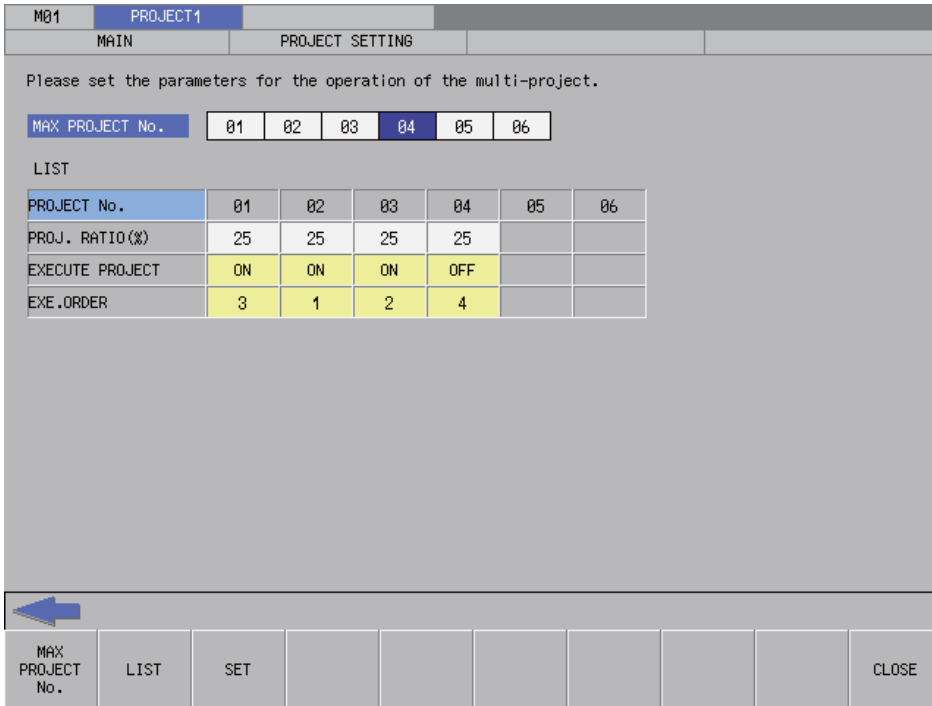 M01 PROJECT1
MAIN PROJECT SETTING
Please set the parameters for the operation of the multi-project.
MAX PROJECT No. 01 02 03 04 05 06
LIST
PROJECT No. 01 02 03 04 05 06
PROJ. RATIO(%) 25 25 25 25
EXECUTE PROJECT ON ON ON OFF
EXE.ORDER 3 1 2 4
MAX
PROJECT
No.
LIST
SET
CLOSE